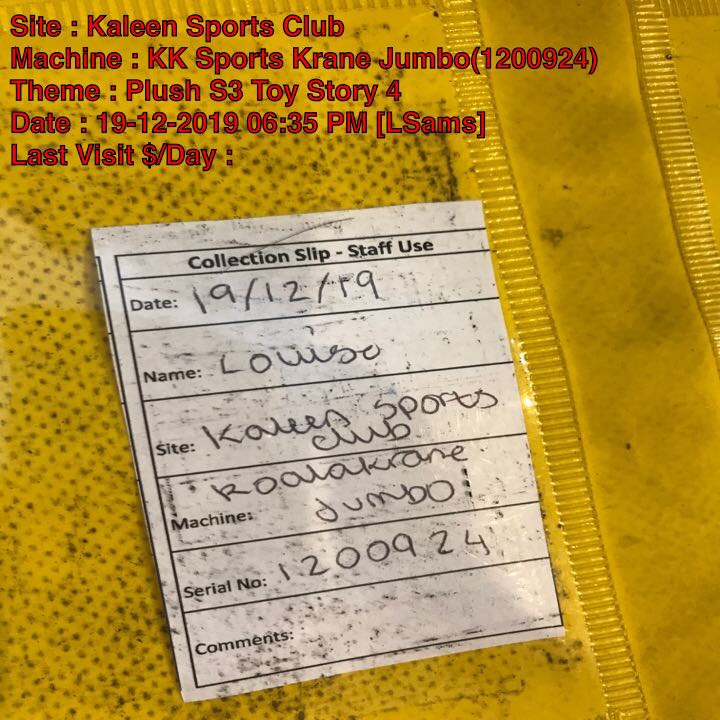 Site : Kaleen Sports Club
Machine : KK Sports Krane Jumbo(1200924)
Theme : Plush S3 Toy Story 4
Date : 19-12-2019 06:35 PM [LSams]
Last Visit $/Day :
Collection Slip - Staff Use
Date: 19/12/19
Name: Louise
Site: Kaleen Sports
club
Koalakrane
Machine: Jumbo
Serial No: 1200924
Comments: